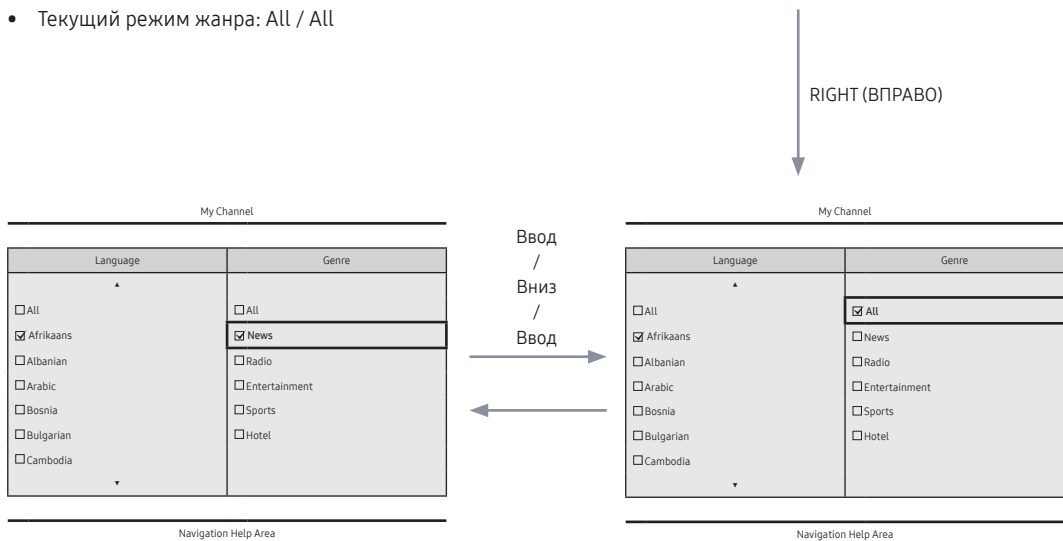 • Текущий режим жанра: All / All
RIGHT (ВПРАВО)
My Channel
Language Genre
▲
All All
Afrikaans News
Albanian Radio
Arabic Entertainment
Bosnia Sports
Bulgarian Hotel
Cambodia
▼
Navigation Help Area
Ввод
/
Вниз
/
Ввод
My Channel
Language Genre
▲
All All
Afrikaans News
Albanian Radio
Arabic Entertainment
Bosnia Sports
Bulgarian Hotel
Cambodia
▼
Navigation Help Area